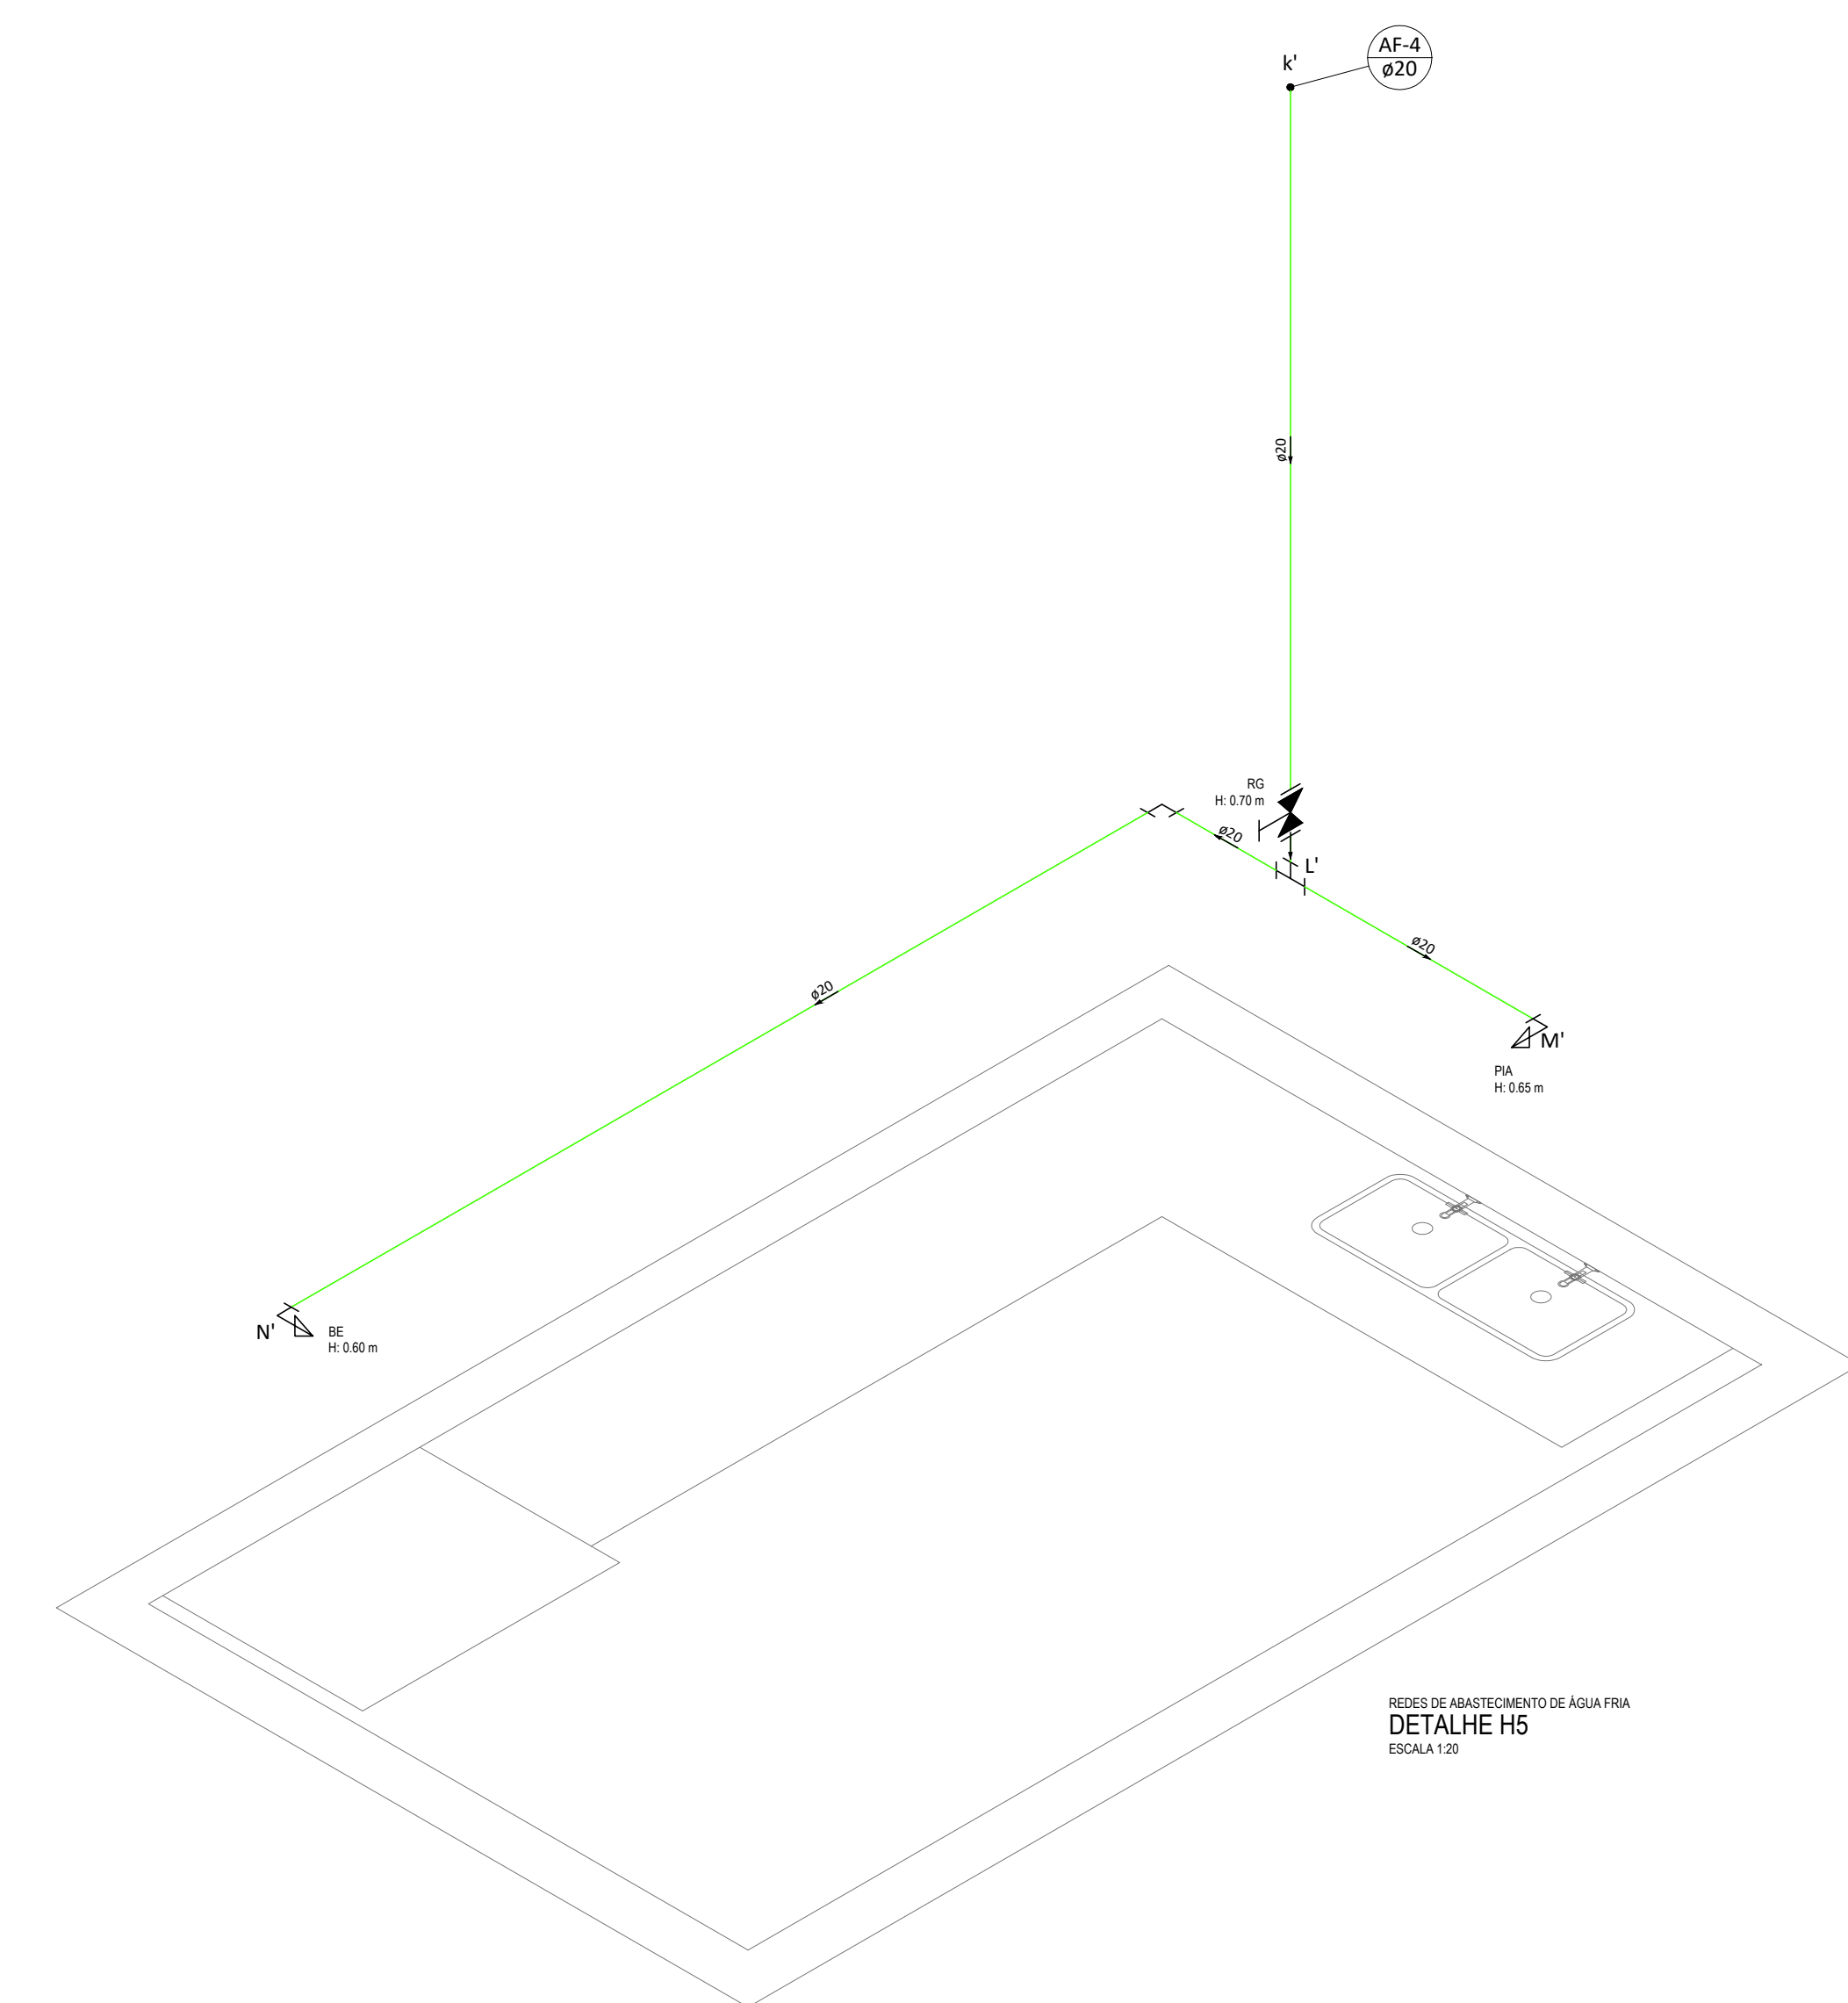 AF-4
ø20
k'
ø20
RG
H: 0.70 m
ø20
L'
ø20
ø20
M'
PIA
H: 0.65 m
N'
BE
H: 0.60 m
REDES DE ABASTECIMENTO DE ÁGUA FRIA
DETALHE H5
ESCALA 1:20